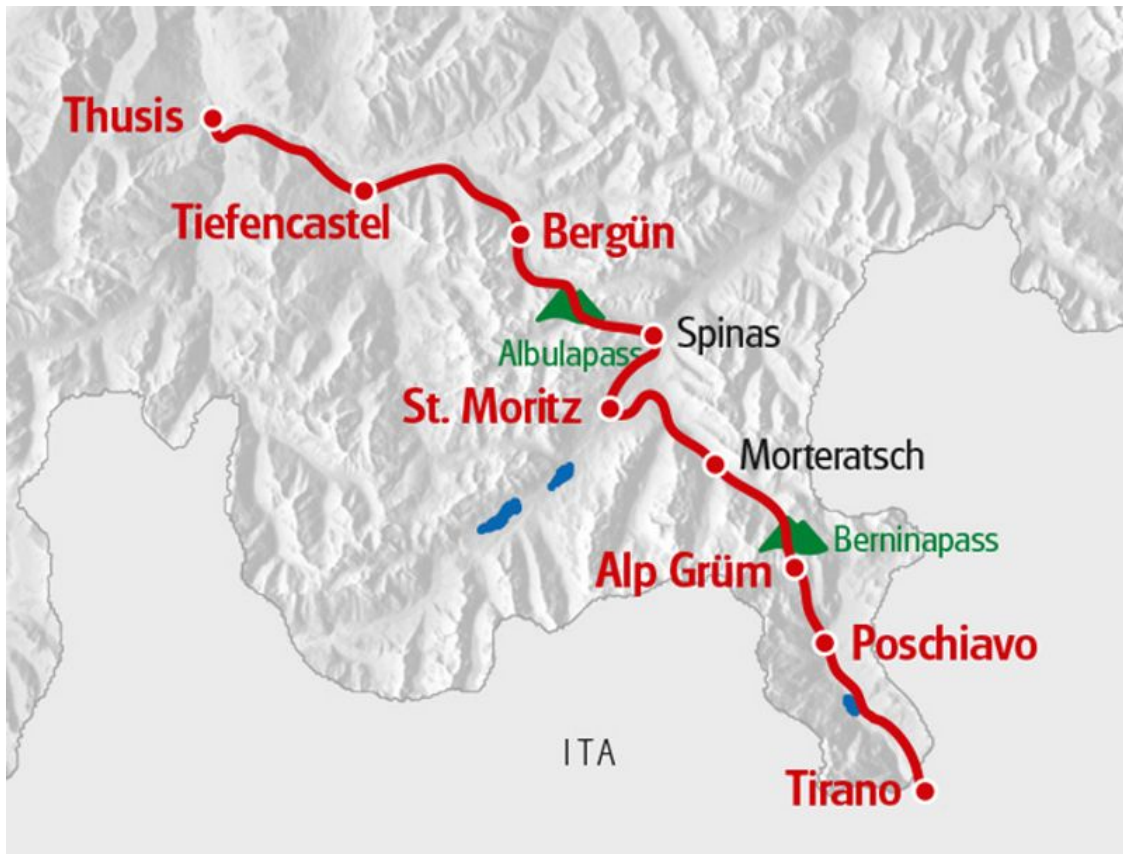 Thusis
Tiefencastel
Bergün
Spinas
Albulapass
St. Moritz
Morteratsch
Berninapass
Alp Grüm
Poschiavo
ITA
Tirano